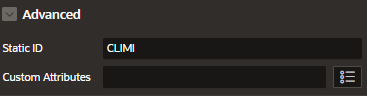 Advanced
Static ID CLIMI
Custom Attributes